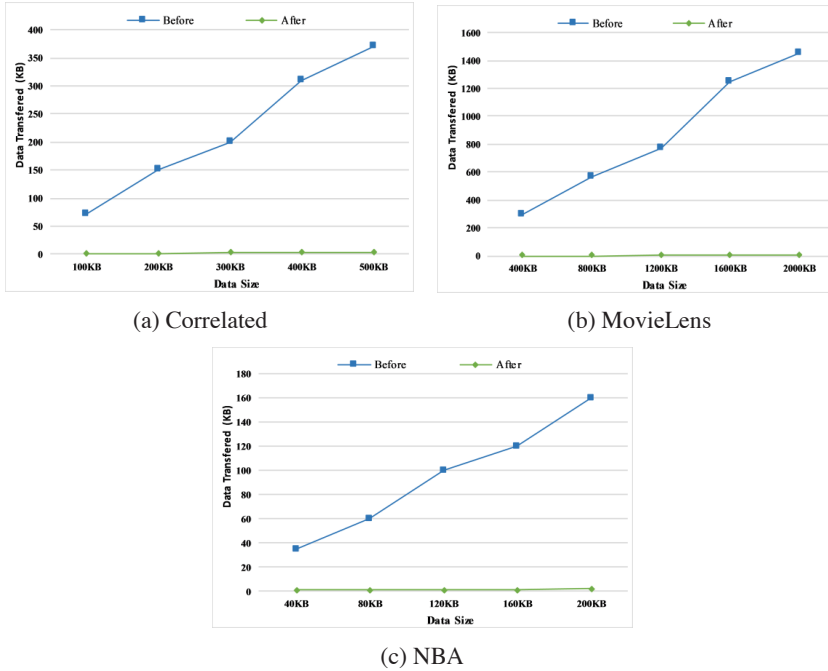 Before After
Data Transfered (KB)
400
350
300
250
200
150
100
50
0
100KB 200KB 300KB 400KB 500KB
Data Size
(a) Correlated
Before After
Data Transfered (KB)
1600
1400
1200
1000
800
600
400
200
0
400KB 800KB 1200KB 1600KB 2000KB
Data Size
(b) MovieLens
Before After
Data Transfered (KB)
180
160
140
120
100
80
60
40
20
0
40KB 80KB 120KB 160KB 200KB
Data Size
(c) NBA